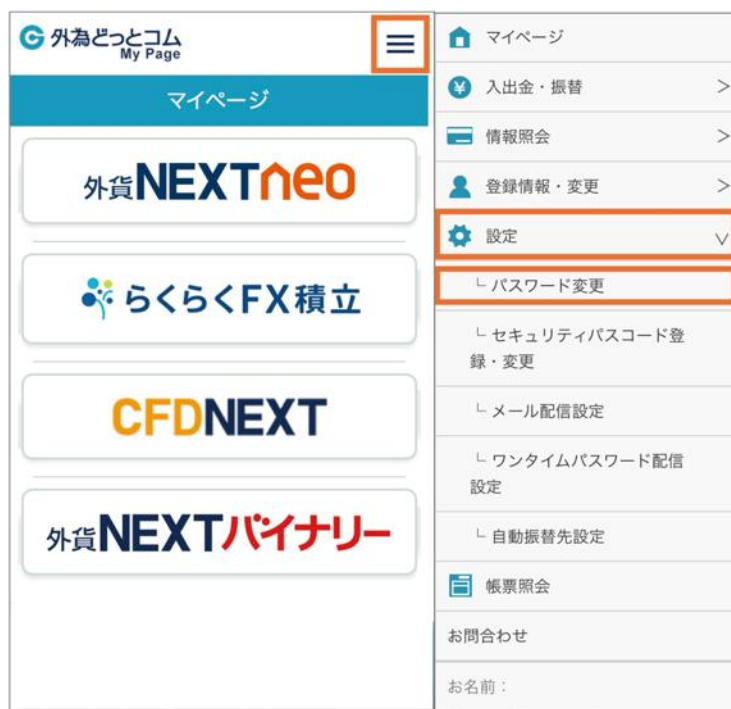 外為どっとコム
My Page
マイページ
外貨NEXTneo
らくらくFX積立
CFDNEXT
外貨NEXTバイナリー
マイページ
入出金・振替 >
情報照会 >
登録情報・変更 >
設定
└ パスワード変更
└ セキュリティパスコード登
録・変更
└ メール配信設定
└ ワンタイムパスワード配信
設定
└ 自動振替先設定
帳票照会
お問合わせ
お名前：